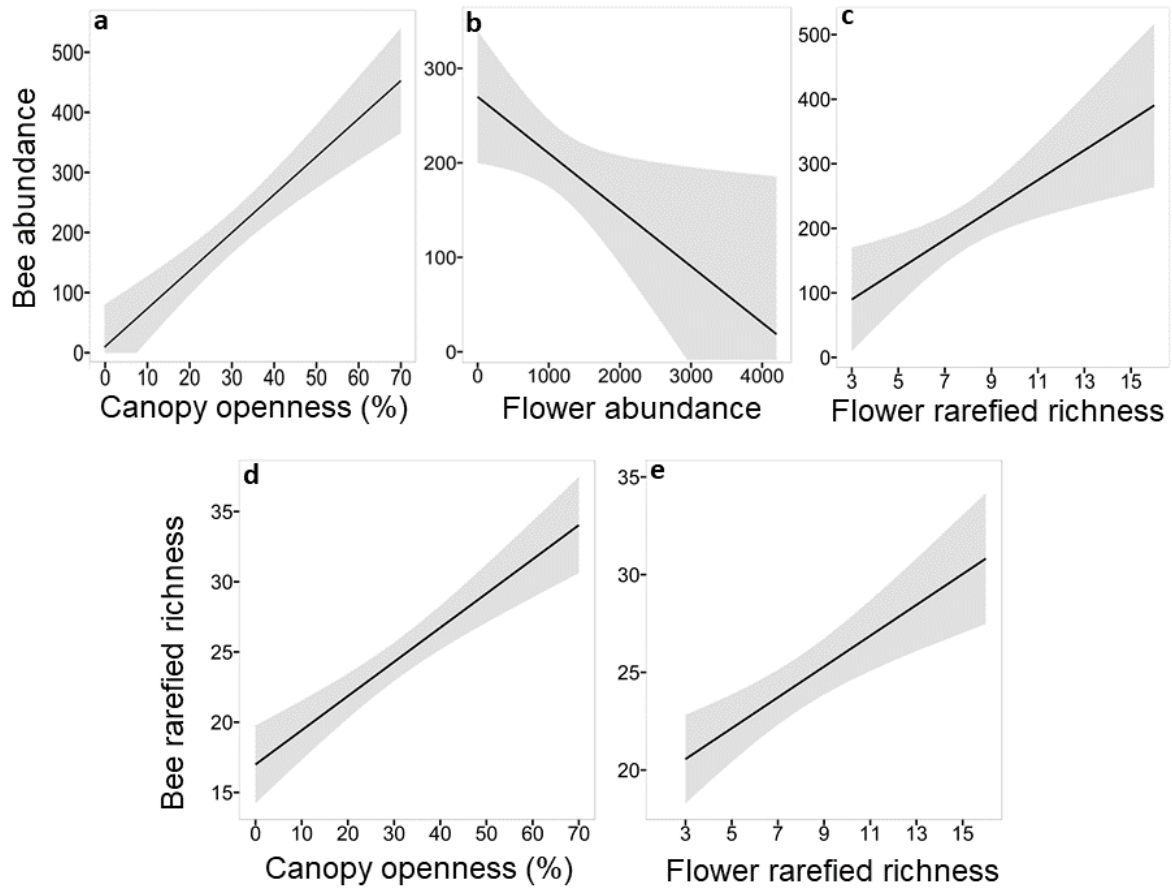 a
Bee abundance
500
400
300
200
100
0
0 10 20 30 40 50 60 70
Canopy openness (%)
b
300
200
100
0
0 1000 2000 3000 4000
Flower abundance
c
500
400
300
200
100
0
3 5 7 9 11 13 15
Flower rarefied richness
d
Bee rarefied richness
35
30
25
20
15
0 10 20 30 40 50 60 70
Canopy openness (%)
e
35
30
25
20
3 5 7 9 11 13 15
Flower rarefied richness